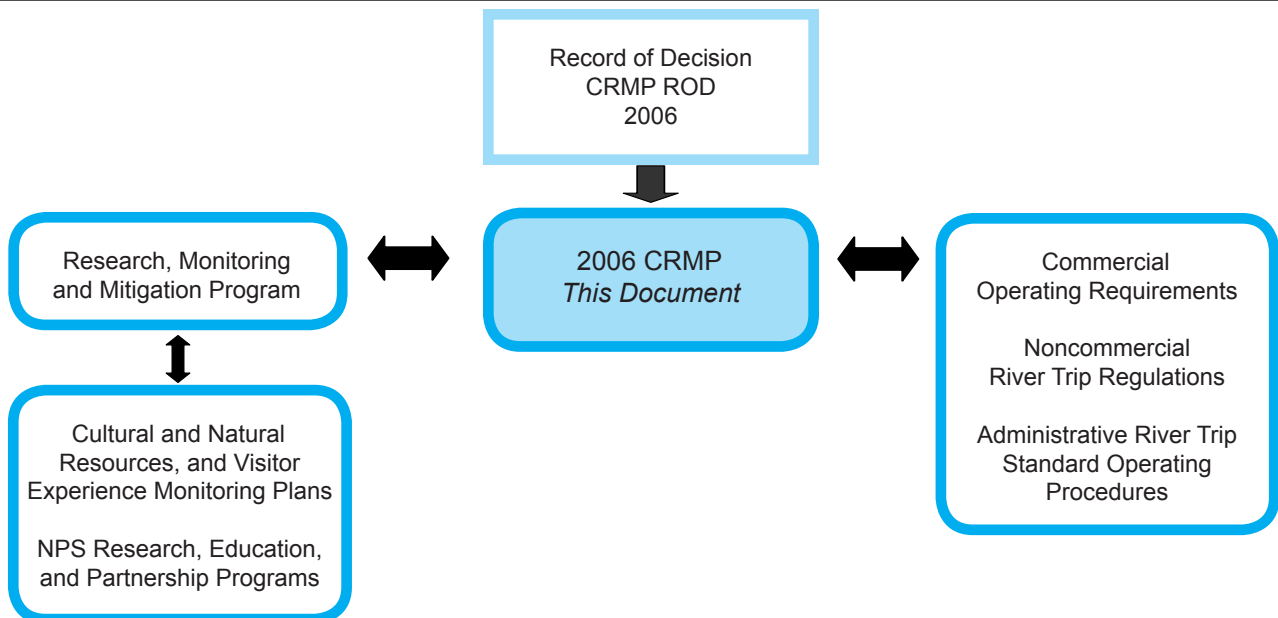 Record of Decision
CRMP ROD
2006
Research, Monitoring
and Mitigation Program
2006 CRMP
This Document
Commercial
Operating Requirements
Noncommercial
River Trip Regulations
Administrative River Trip
Standard Operating
Procedures
Cultural and Natural
Resources, and Visitor
Experience Monitoring Plans
NPS Research, Education,
and Partnership Programs